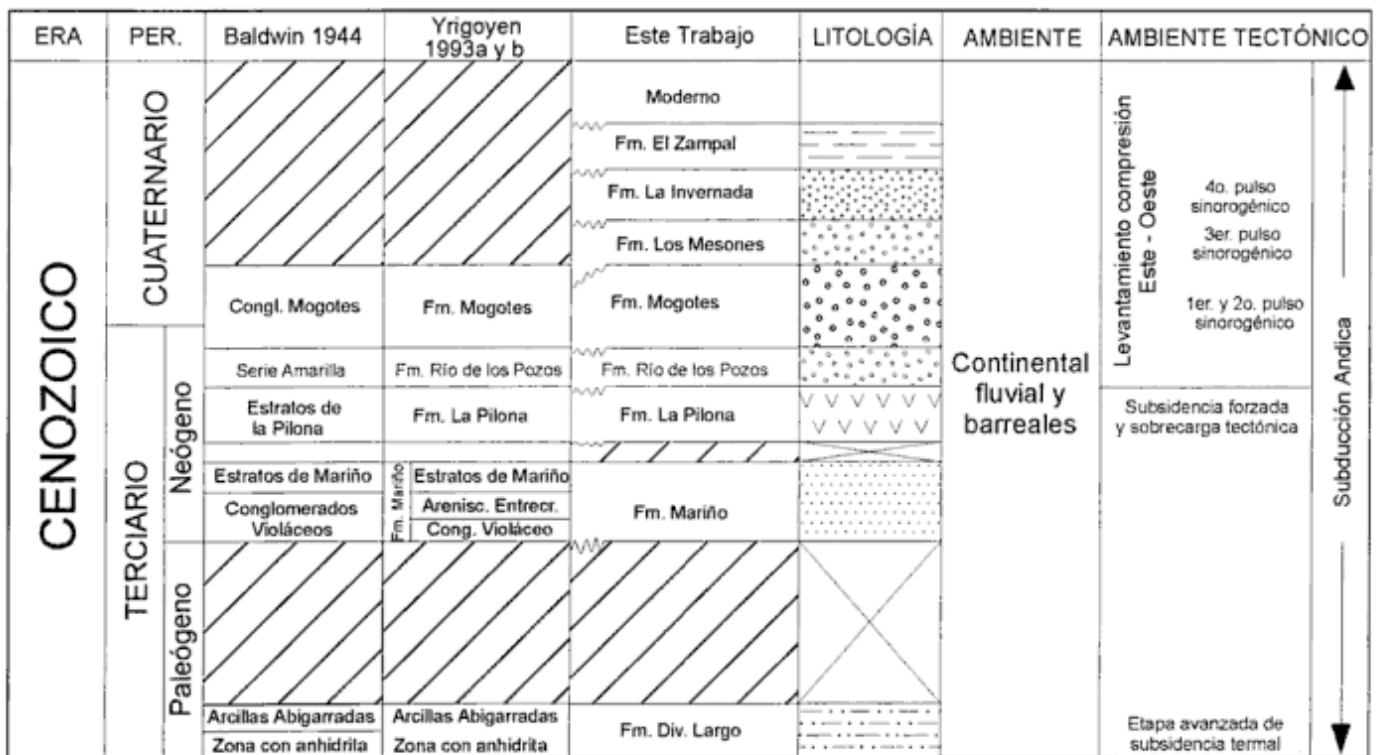 ERA
PER.
Baldwin 1944
Yrigoyen
1993a y b
Este Trabajo
LITOLOGÍA
AMBIENTE
AMBIENTE TECTÓNICO
CENOZOICO
CUATERNARIO
TERCIARIO
Neógeno
Paleógeno
Congl. Mogotes
Serie Amarilla
Estratos de
la Pilona
Estratos de Mariño
Conglomerados
Violáceos
Arcillas Abigarradas
Zona con anhidrita
Fm. Mogotes
Fm. Río de los Pozos
Fm. La Pilona
Fm. Mariño
Estratos de Mariño
Arenisc. Entrecr.
Cong. Violáceo
Arcillas Abigarradas
Zona con anhidrita
Moderno
Fm. El Zampal
Fm. La Invernada
Fm. Los Mesones
Fm. Mogotes
Fm. Río de los Pozos
Fm. La Pilona
Fm. Mariño
Fm. Div. Largo
Continental
fluvial y
barreales
Levantamiento compresión
Este - Oeste
4o. pulso
sinorogénico
3er. pulso
sinorogénico
1er. y 2o. pulso
sinorogénico
Subsidencia forzada
y sobrecarga tectónica
Etapa avanzada de
subsidencia termal
Subducción Andica